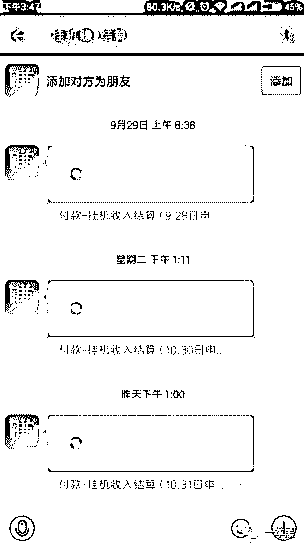 下午3:47 80.3K/s 45%
添加对方为朋友 添加
9月29日 上午 8:38
付款-挂机收入结算（9.29日申
星期二 下午 1:11
付款-挂机收入结算（10.30日申..
昨天下午 1:00
付款-挂机收入结算（10.31日申...